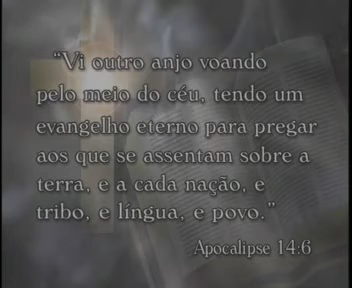 “Vi outro anjo voando
pelo meio do céu, tendo um
evangelho eterno para pregar
aos que se assentam sobre a
terra, e a cada nação, e
tribo, e língua, e povo.”
Apocalipse 14:6